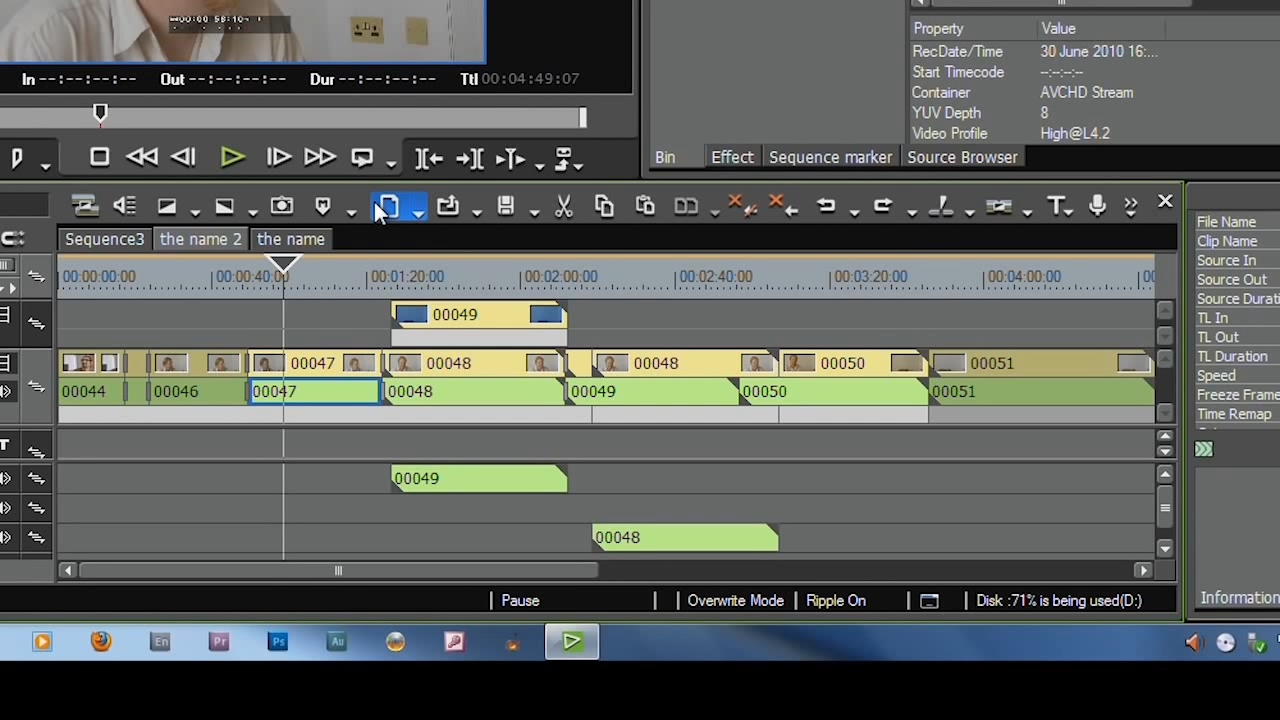 In --:--:--:-- Out --:--:--:-- Dur --:--:--:-- Ttl 00:04:49:07
Property Value
RecDate/Time 30 June 2010 16:...
Start Timecode --:--:--:--
Container AVCHD Stream
YUV Depth 8
Video Profile High@L4.2
Bin Effect Sequence marker Source Browser
Sequence3 the name 2 the name
00:00:00:00 00:00:40:00 00:01:20:00 00:02:00:00 00:02:40:00 00:03:20:00 00:04:00:00
00049
00047 00048 00048 00050 00051
00044 00046 00047 00048 00049 00050 00051
T
00049
00048
Pause Overwrite Mode Ripple On Disk :71% is being used(D:)
File Name
Clip Name
Source In
Source Out
Source Duratio
TL In
TL Out
TL Duration
Speed
Freeze Frame
Time Remap
Information
En Pr Ps Au